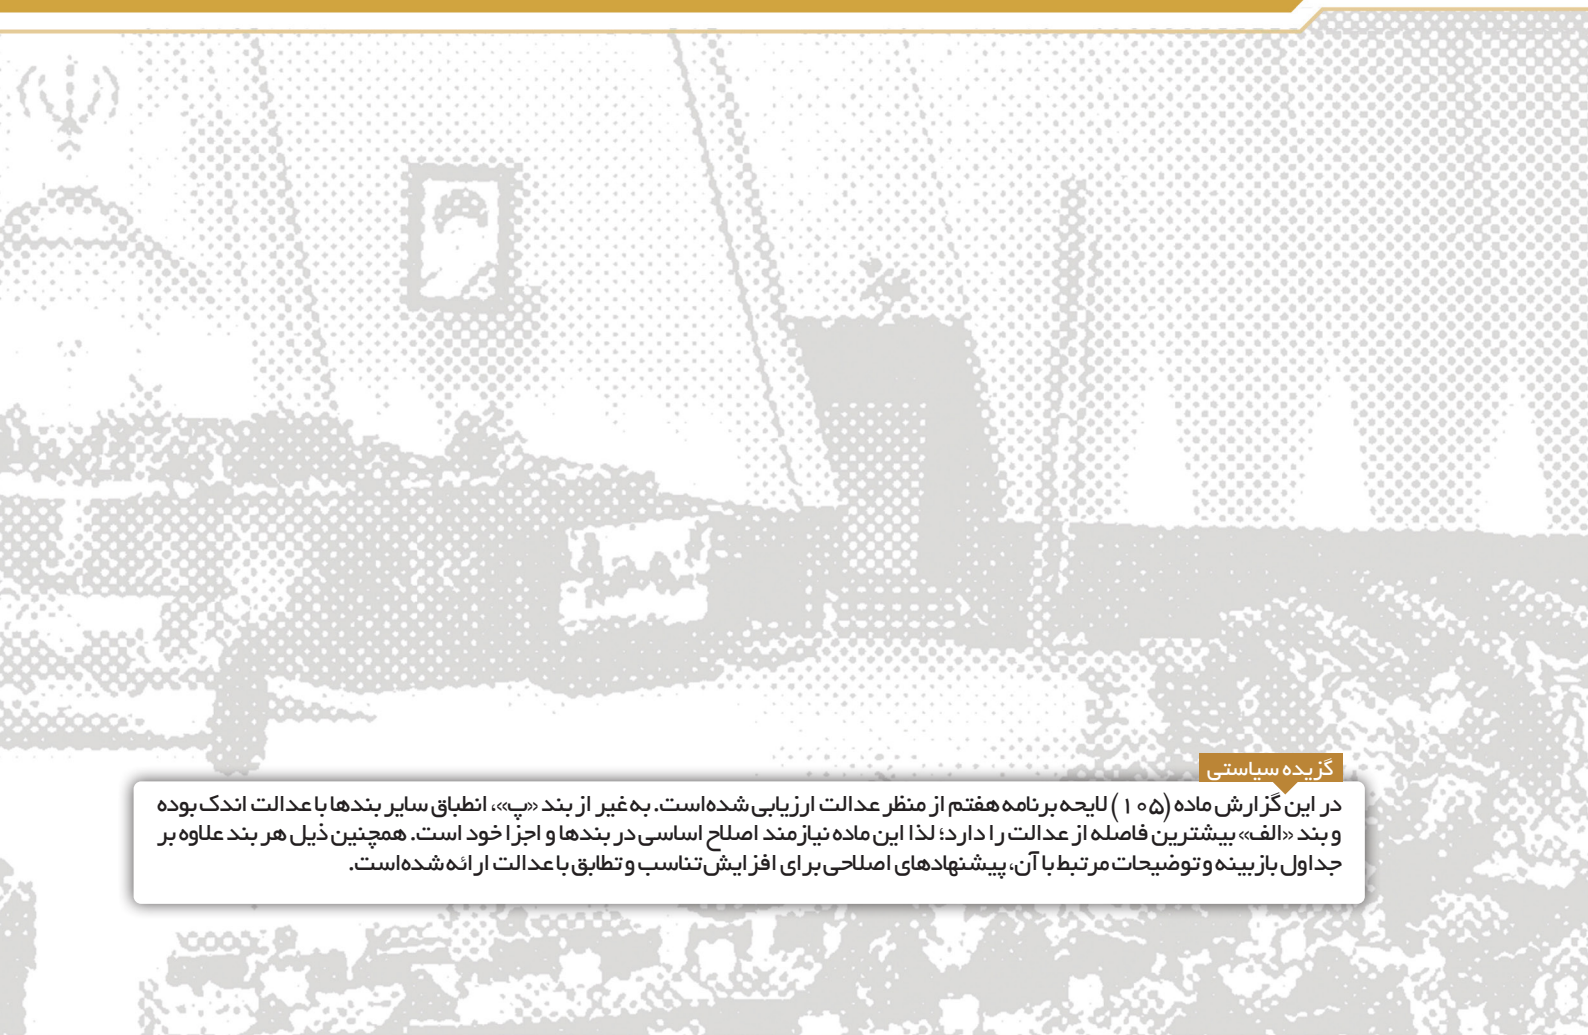 گزیده سیاستی
در این گزارش ماده (۱۰۵) لایحه برنامه هفتم از منظر عدالت ارزیابی شده‌است. به غیر از بند «پ»، انطباق سایر بندها با عدالت اندک بوده
و بند «الف» بیشترین فاصله از عدالت را دارد؛ لذا این ماده نیازمند اصلاح اساسی در بندها و اجزا خود است. همچنین ذیل هر بند علاوه بر
جداول بازبینه و توضیحات مرتبط با آن، پیشنهادهای اصلاحی برای افزایش تناسب و تطابق با عدالت ارائه شده‌است.